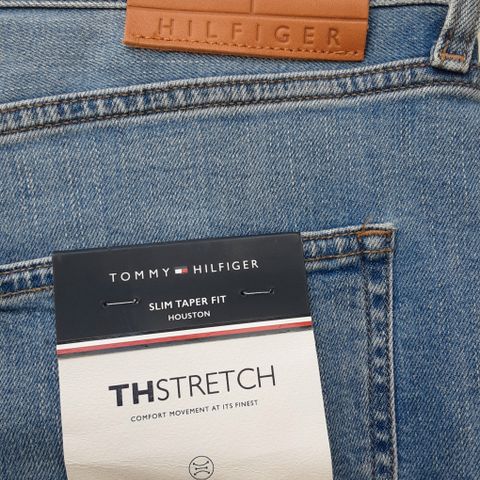 HILFIGER
TOMMY HILFIGER
SLIM TAPER FIT
HOUSTON
THSTRETCH
COMFORT MOVEMENT AT ITS FINEST